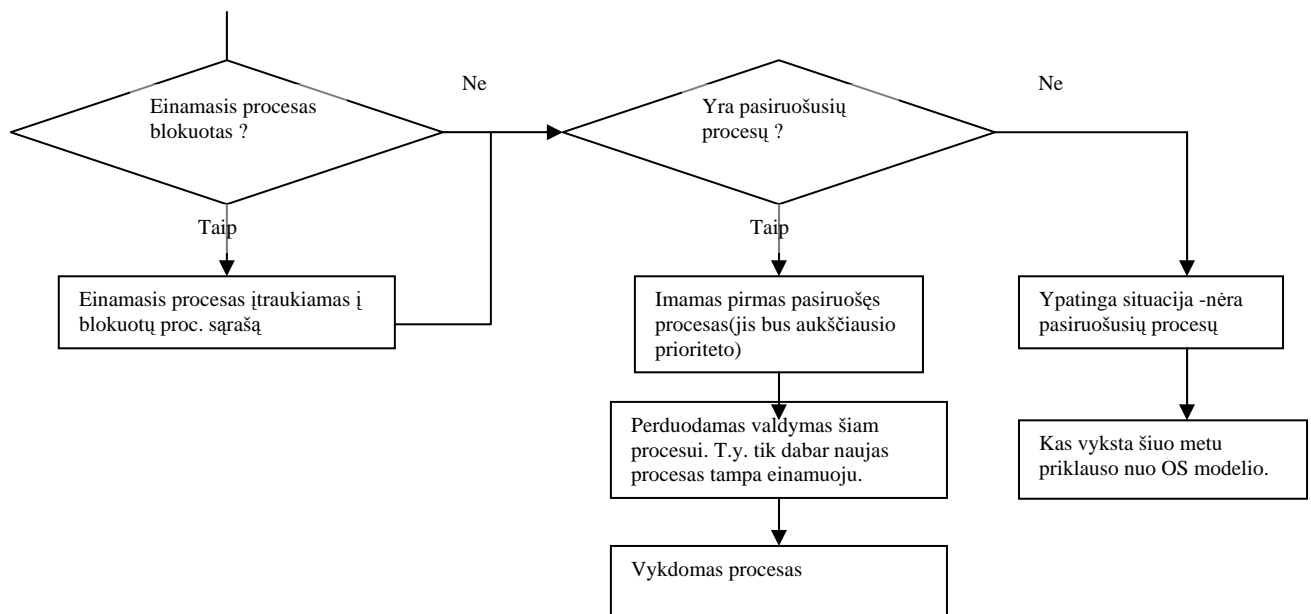 Einamasis procesas
blokuotas ?
Ne
Taip
Einamasis procesas įtraukiamas į
blokuotų proc. sąrašą
Yra pasiruošusių
procesų ?
Ne
Taip
Imamas pirmas pasiruošęs
procesas(jis bus aukščiausio
prioriteto)
Perduodamas valdymas šiam
procesui. T.y. tik dabar naujas
procesas tampa einamuoju.
Vykdomas procesas
Ypatinga situacija -nėra
pasiruošusių procesų
Kas vyksta šiuo metu
priklauso nuo OS modelio.